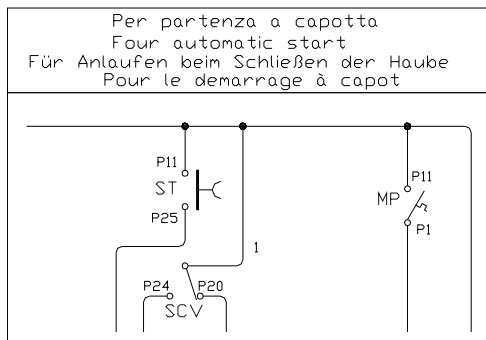 Per partenza a capotta
Four automatic start
Für Anlaufen beim Schließen der Haube
Pour le demarrage à capot
P11
ST
P25
P11
MP
P1
1
P24
P20
SCV